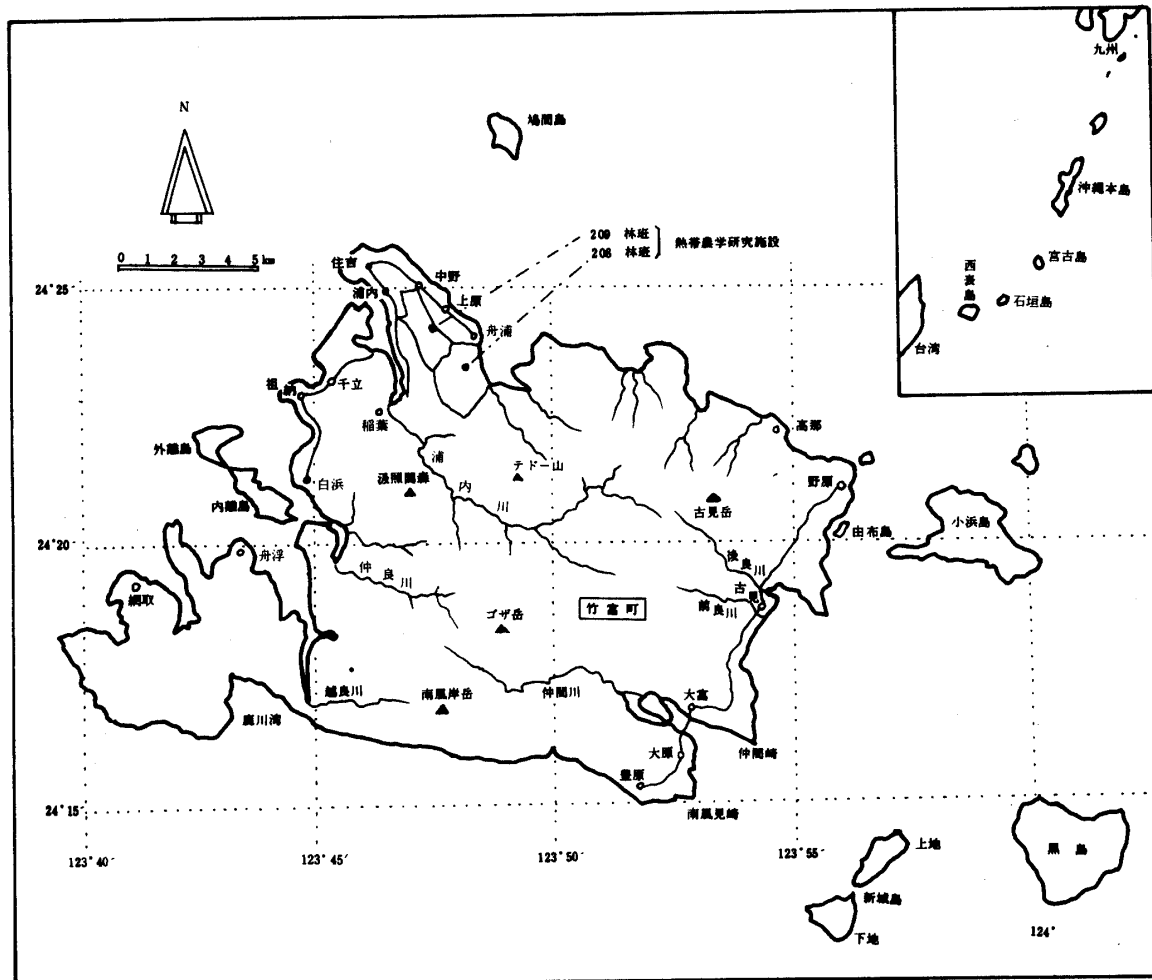 九州
沖縄本島
宮古島
西表島
石垣島
台湾
N
鳩間島
0 1 2 3 4 5 km
209 林班
208 林班
熱帯農学研究施設
住吉
中野
24°25′
浦内
上原
舟浦
祖納
千立
稲葉
高那
外離島
浦内川
テドー山
白浜
波照間森
野原
古見岳
内離島
由布島
小浜島
24°20′
舟浮
後良川
仲良川
古見
網取
前良川
竹富町
ゴザ岳
越良川
南風岸岳
仲間川
大富
鹿川湾
仲間崎
大原
豊原
24°15′
南風見崎
123°40′
123°45′
123°50′
123°55′
上地
黒島
新城島
124°
下地